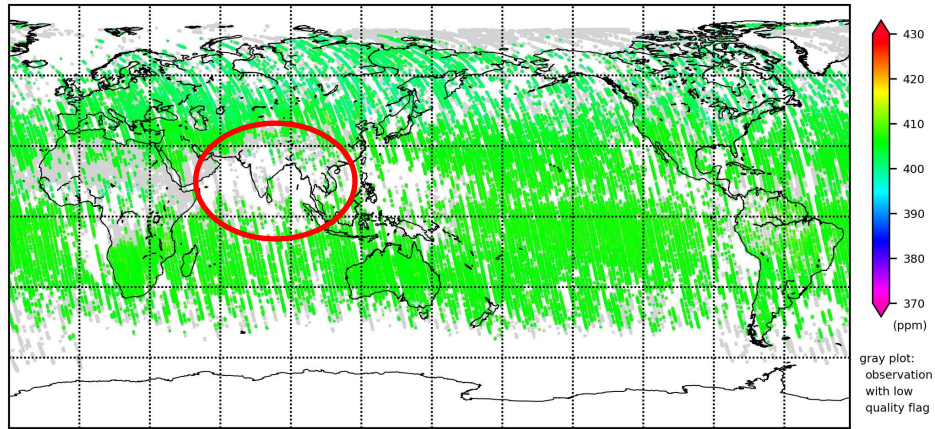 430
420
410
400
390
380
370
(ppm)
gray plot:
observation
with low
quality flag